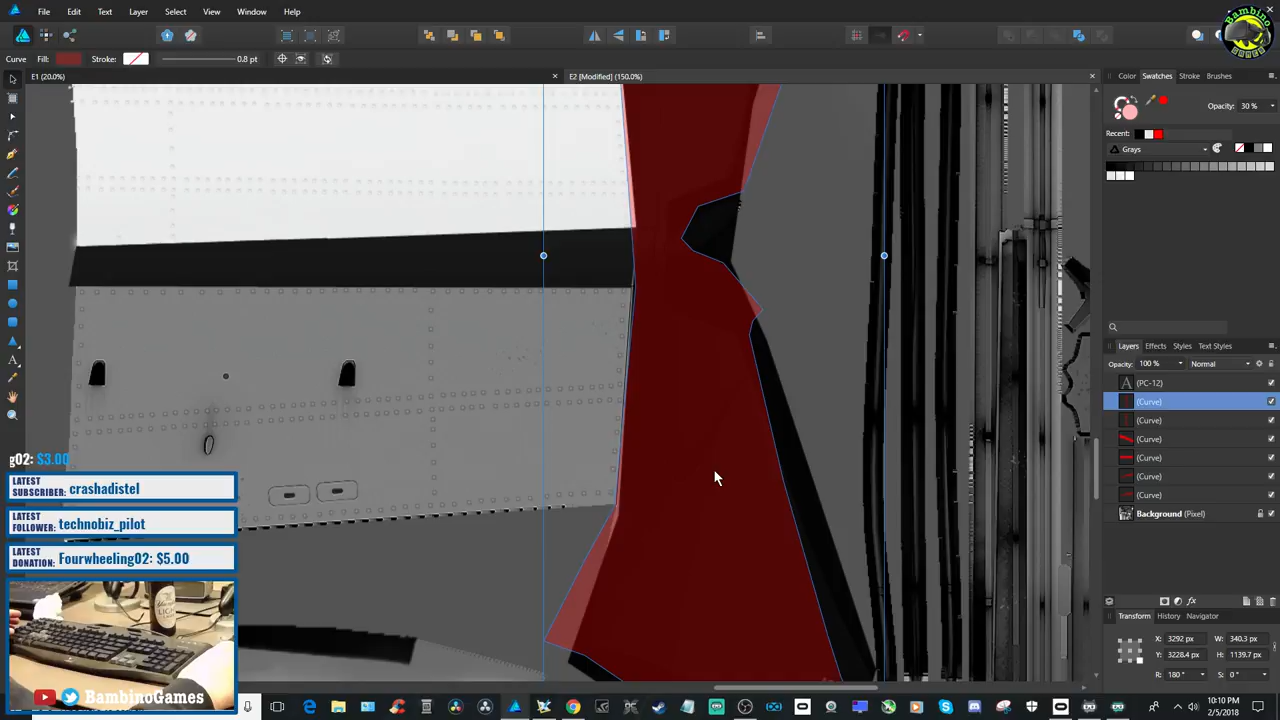 File Edit Text Layer Select View Window Help
Bambino
Curve Fill: Stroke: 0.8 pt
E1 (20.0%)
E2 [Modified] (150.0%)
Color Swatches Stroke Brushes
Opacity: 30 %
Recent:
Grays
Layers Effects Styles Text Styles
Opacity: 100 % Normal
(PC-12)
(Curve)
(Curve)
(Curve)
(Curve)
(Curve)
(Curve)
Background (Pixel)
Transform History Navigator
X: 3292 px W: 340.3 px
Y: 3228.4 px H: 1139.7 px
R: 180 ° S: 0 °
g02: $3.00
LATEST SUBSCRIBER: crashadistel
LATEST FOLLOWER: technobiz_pilot
LATEST DONATION: Fourwheeling02: $5.00
BambinoGames
10:10 PM
2/5/2018